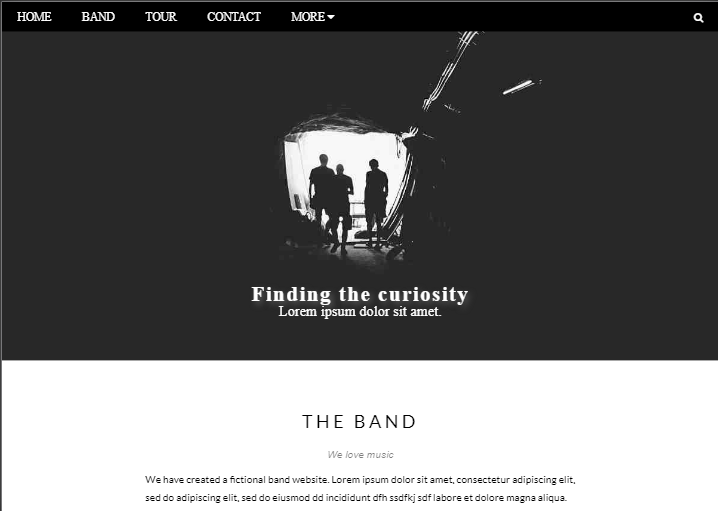 HOME BAND TOUR CONTACT MORE
Finding the curiosity
Lorem ipsum dolor sit amet.
THE BAND
We love music
We have created a fictional band website. Lorem ipsum dolor sit amet, consectetur adipiscing elit,
sed do adipiscing elit, sed do eiusmod dd incididunt dfh ssdfkj sdf labore et dolore magna aliqua.